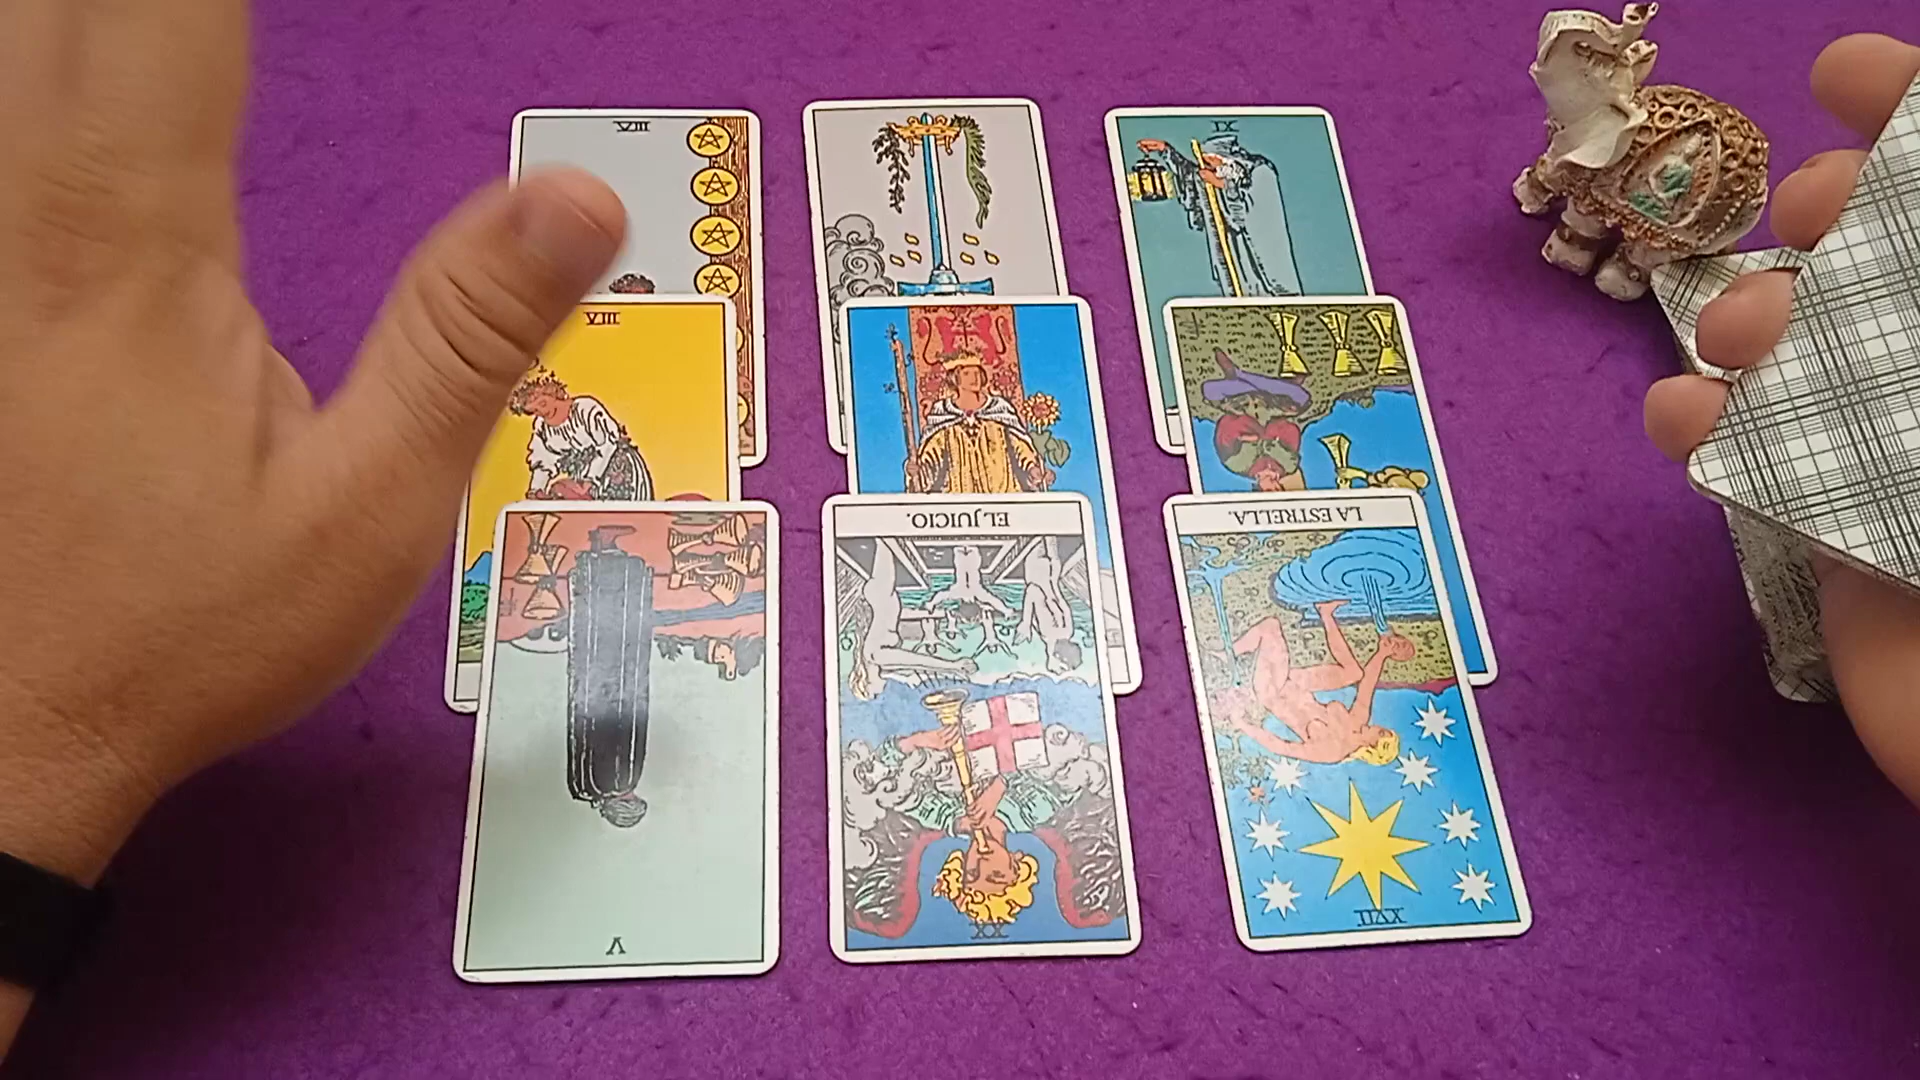 VIII
IX
VIII
EL JUICIO.
LA ESTRELLA.
V
XX
XVII